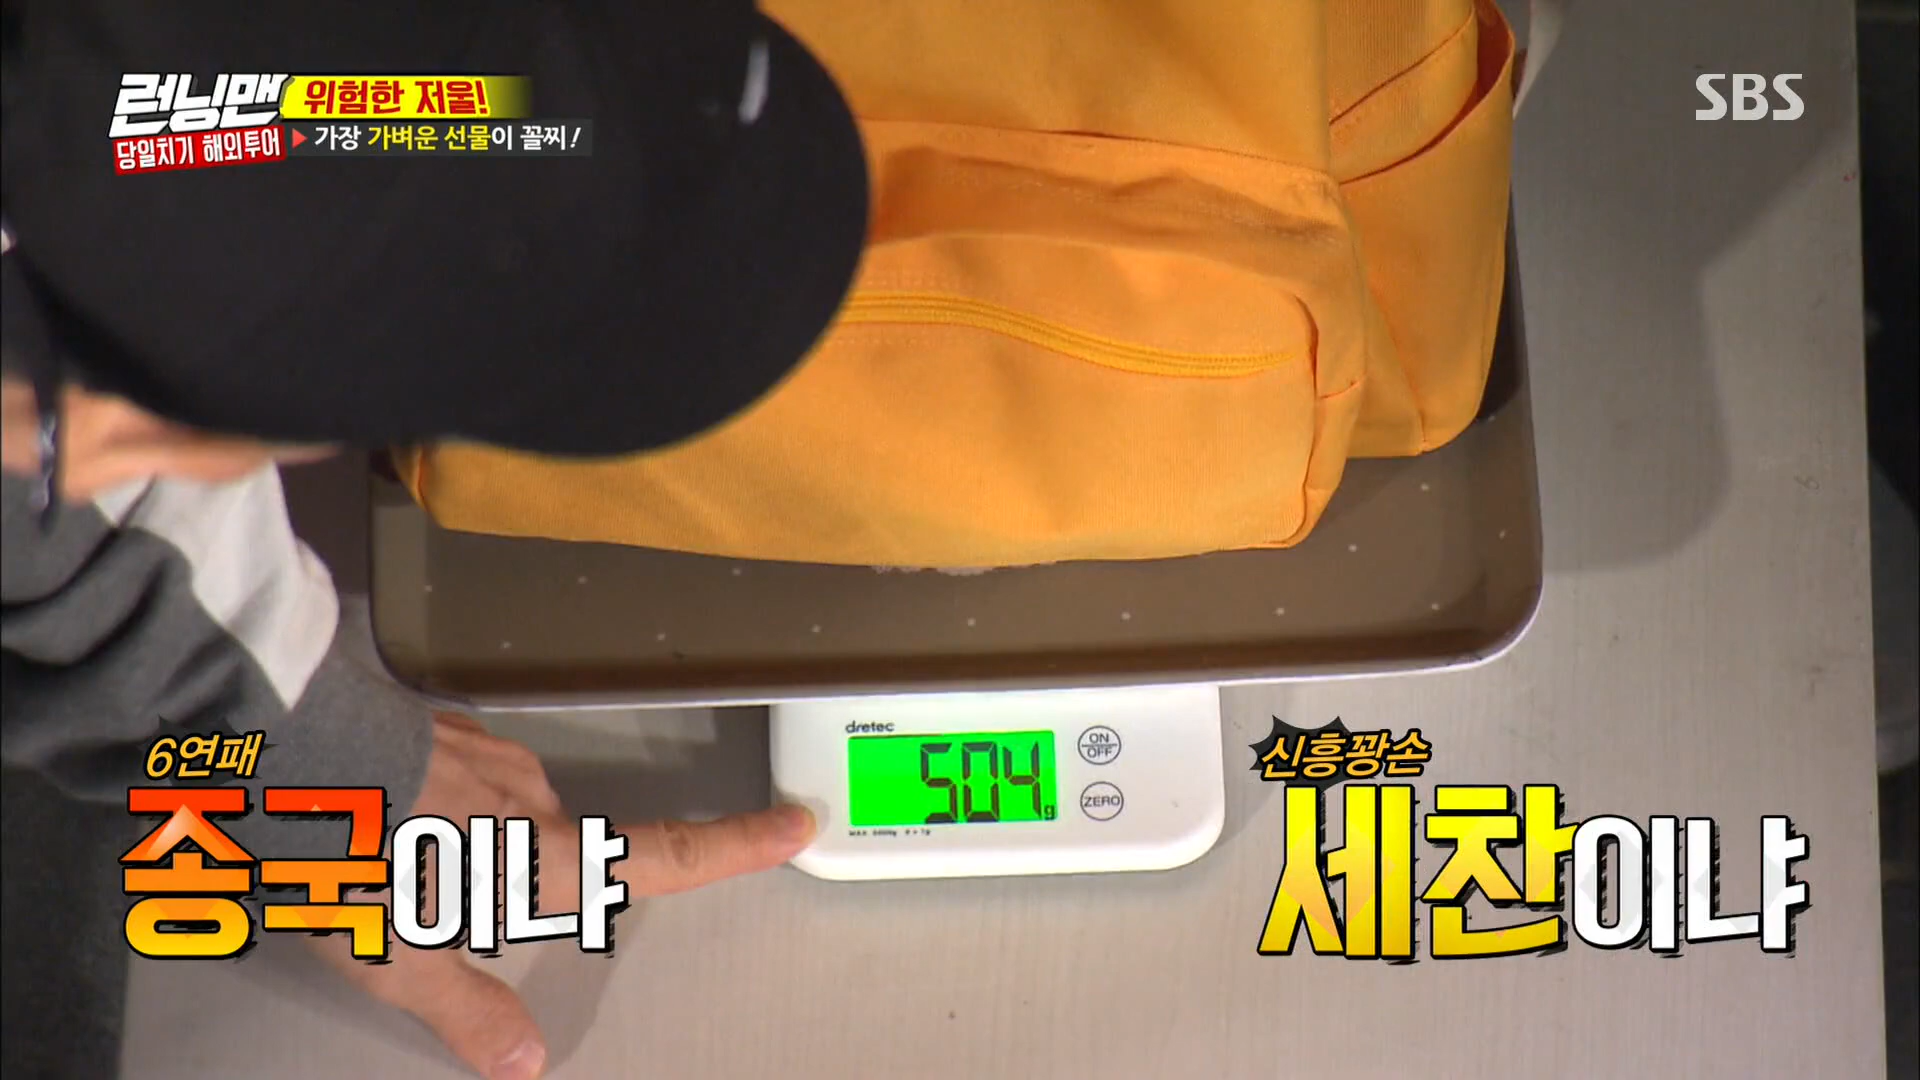 런닝맨
위험한 저울!
SBS
당일치기 해외투어
▶ 가장 가벼운 선물이 꼴찌!
dretec
504g
ON
OFF
ZERO
6연패
종국이냐
신흥꽝손
세찬이냐